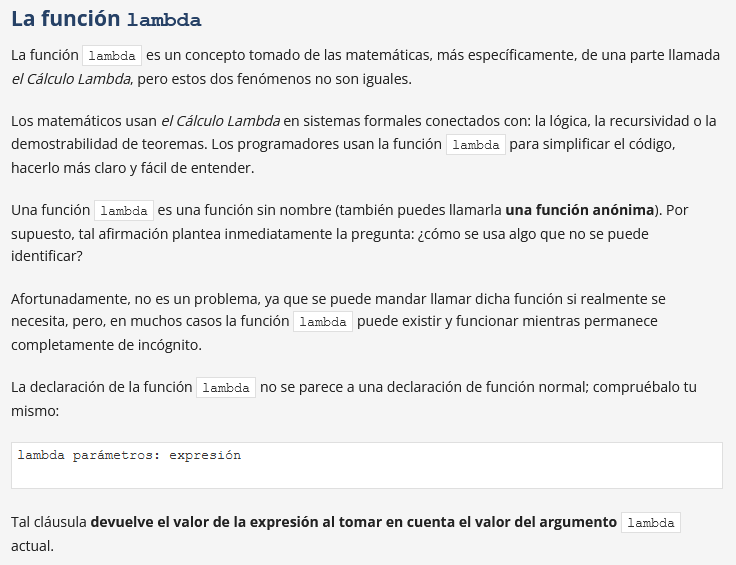 La función lambda
La función lambda es un concepto tomado de las matemáticas, más específicamente, de una parte llamada
el Cálculo Lambda, pero estos dos fenómenos no son iguales.
Los matemáticos usan el Cálculo Lambda en sistemas formales conectados con: la lógica, la recursividad o la
demostrabilidad de teoremas. Los programadores usan la función lambda para simplificar el código,
hacerlo más claro y fácil de entender.
Una función lambda es una función sin nombre (también puedes llamarla una función anónima). Por
supuesto, tal afirmación plantea inmediatamente la pregunta: ¿cómo se usa algo que no se puede
identificar?
Afortunadamente, no es un problema, ya que se puede mandar llamar dicha función si realmente se
necesita, pero, en muchos casos la función lambda puede existir y funcionar mientras permanece
completamente de incógnito.
La declaración de la función lambda no se parece a una declaración de función normal; compruébalo tu
mismo:
lambda parámetros: expresión
Tal cláusula devuelve el valor de la expresión al tomar en cuenta el valor del argumento lambda
actual.